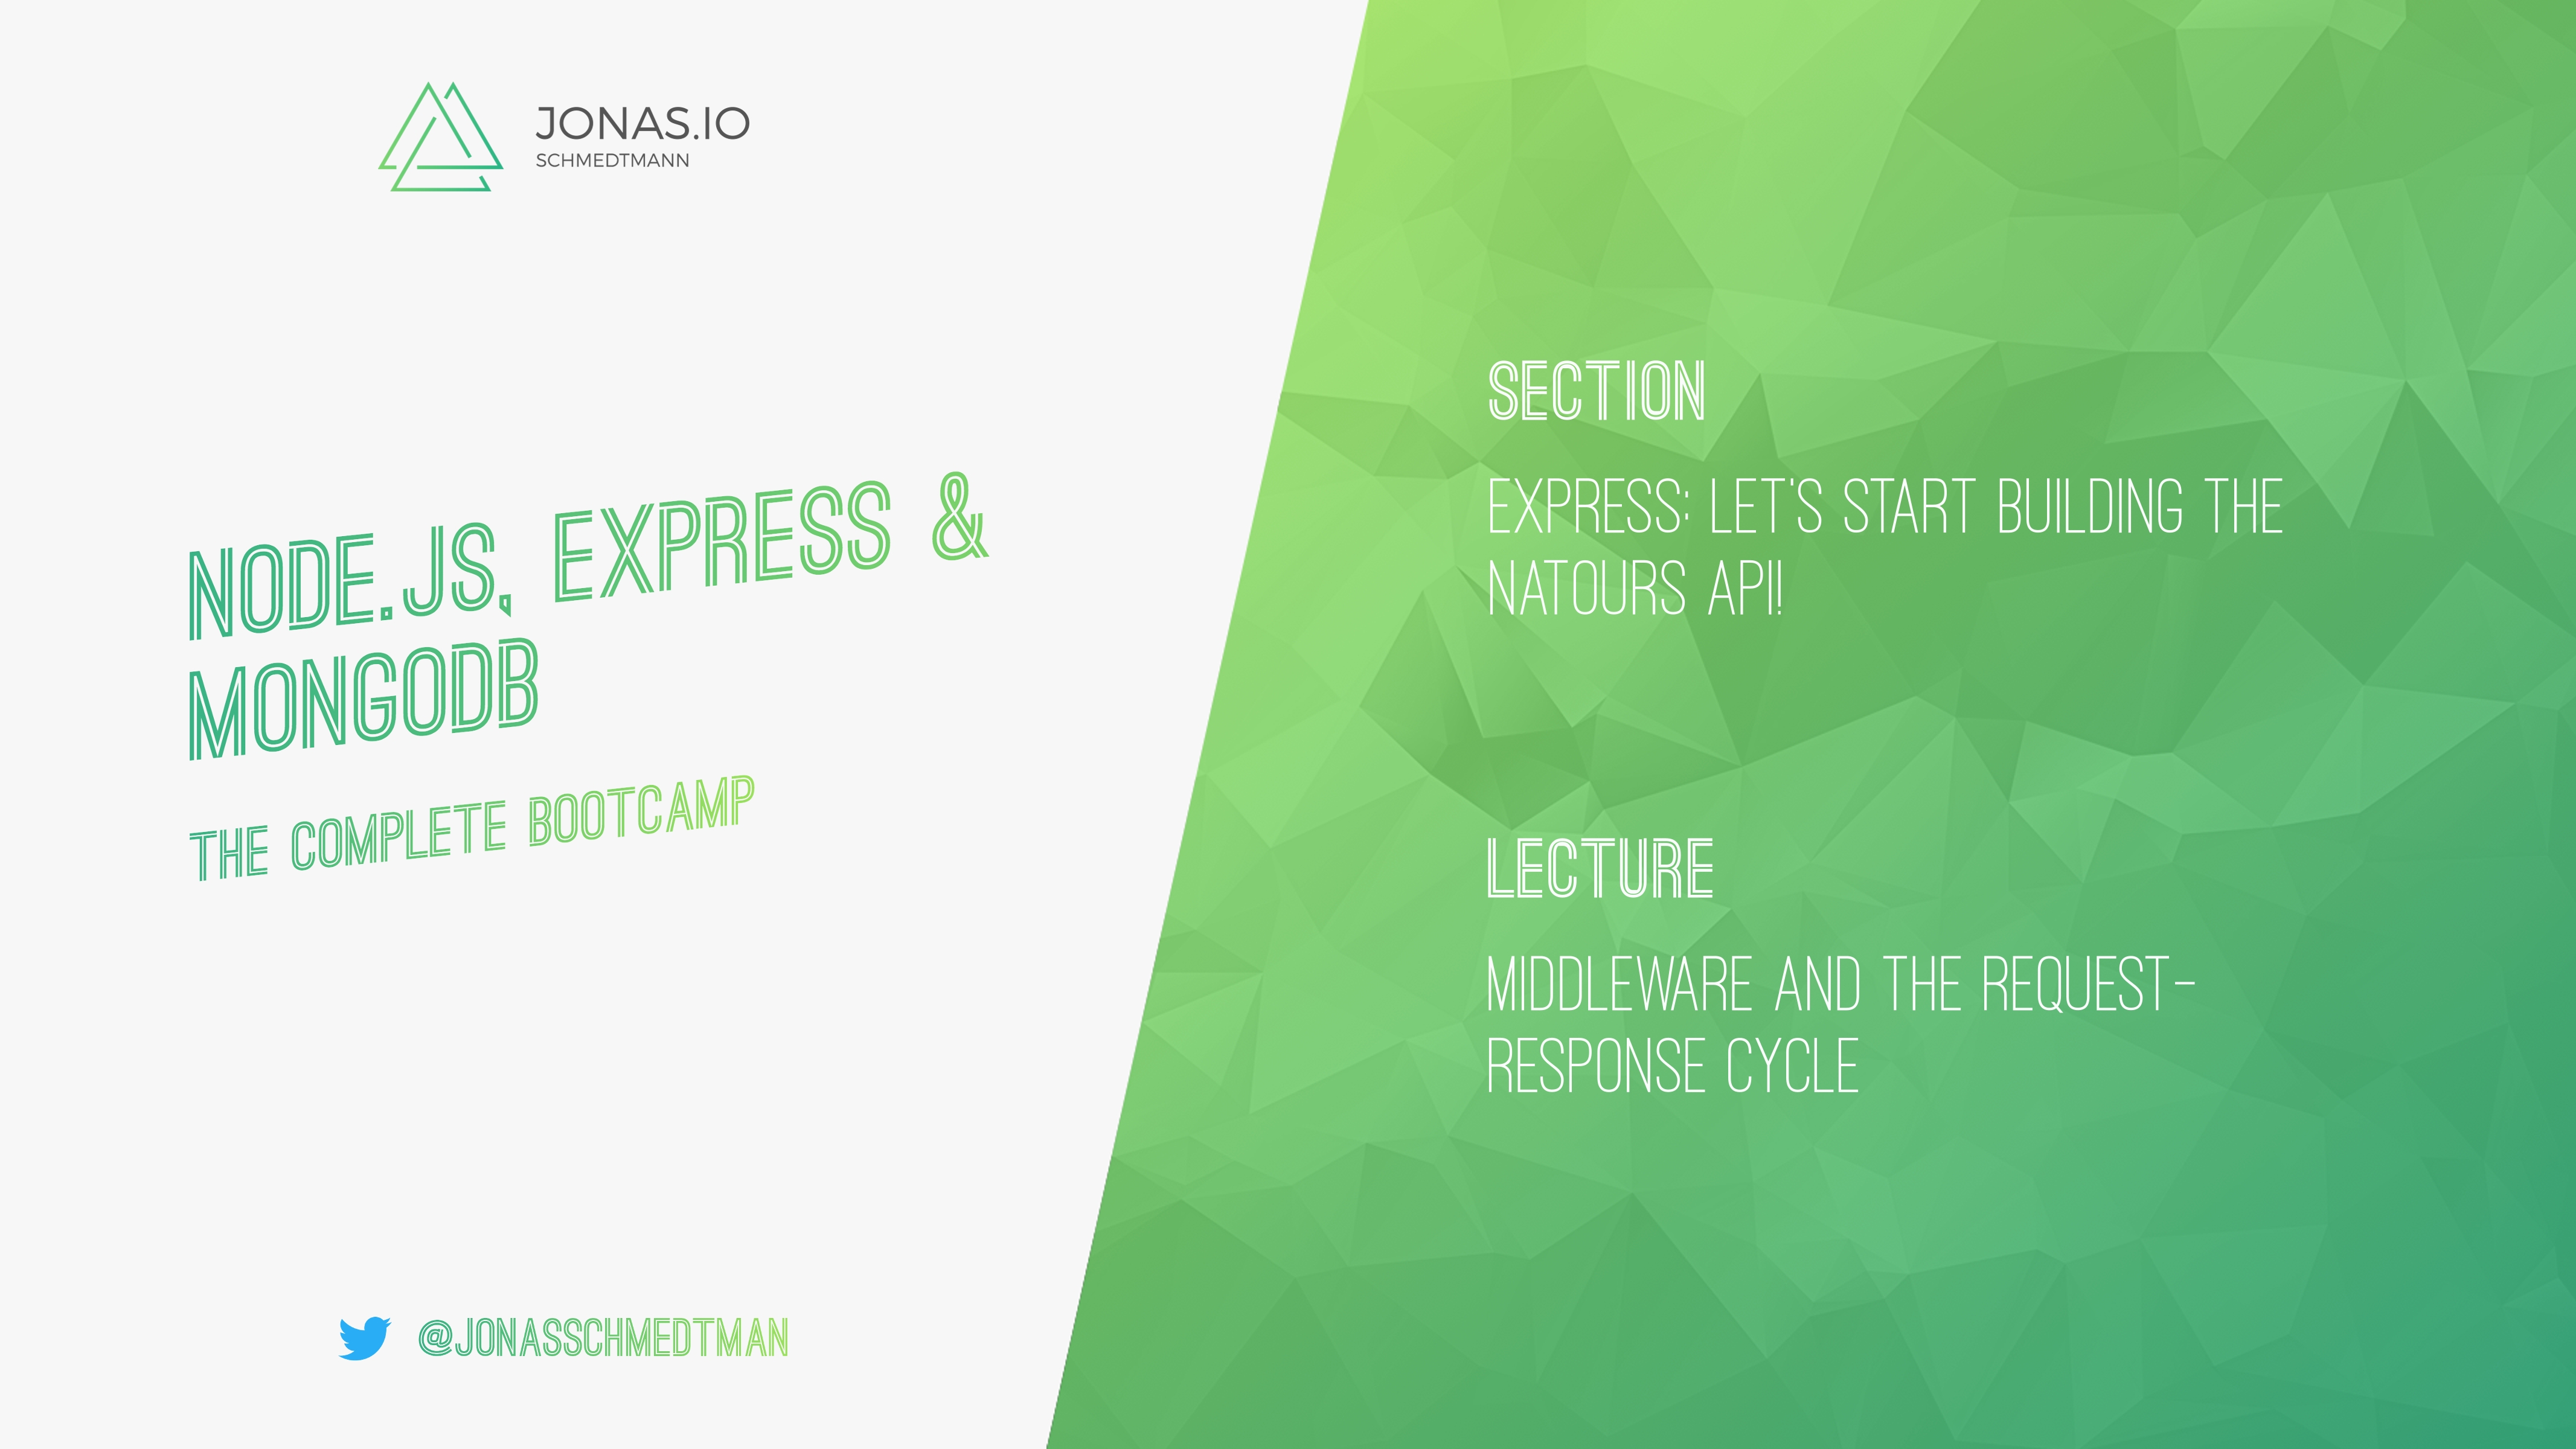 JONAS.IO
SCHMEDTMANN
NODE.JS, EXPRESS &
MONGODB
THE COMPLETE BOOTCAMP
@JONASSCHMEDTMAN
SECTION
EXPRESS: LET'S START BUILDING THE
NATOURS API!
LECTURE
MIDDLEWARE AND THE REQUEST-
RESPONSE CYCLE